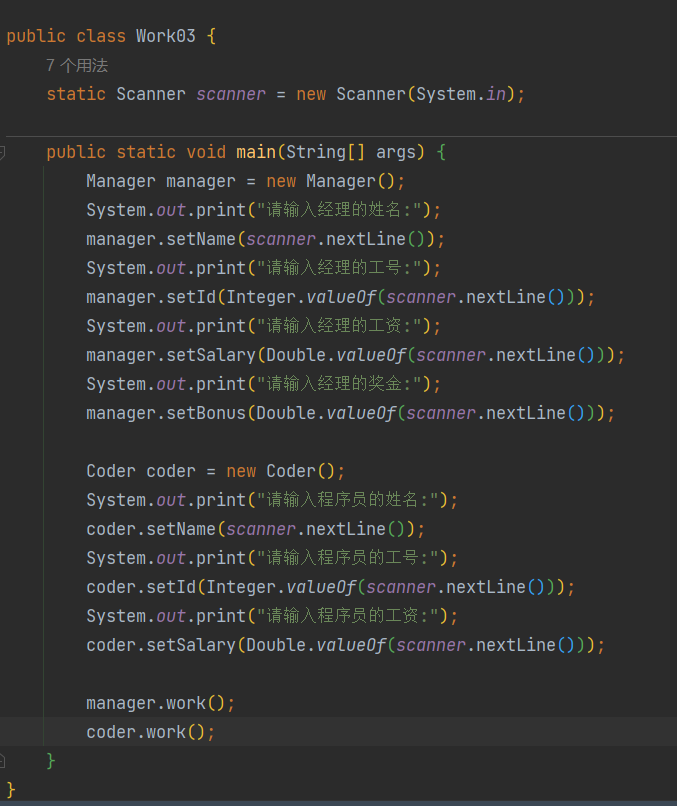 public class Work03 {
7 个用法
static Scanner scanner = new Scanner(System.in);
public static void main(String[] args) {
Manager manager = new Manager();
System.out.print("请输入经理的姓名:");
manager.setName(scanner.nextLine());
System.out.print("请输入经理的工号:");
manager.setId(Integer.valueOf(scanner.nextLine()));
System.out.print("请输入经理的工资:");
manager.setSalary(Double.valueOf(scanner.nextLine()));
System.out.print("请输入经理的奖金:");
manager.setBonus(Double.valueOf(scanner.nextLine()));
Coder coder = new Coder();
System.out.print("请输入程序员的姓名:");
coder.setName(scanner.nextLine());
System.out.print("请输入程序员的工号:");
coder.setId(Integer.valueOf(scanner.nextLine()));
System.out.print("请输入程序员的工资:");
coder.setSalary(Double.valueOf(scanner.nextLine()));
manager.work();
coder.work();
}
}